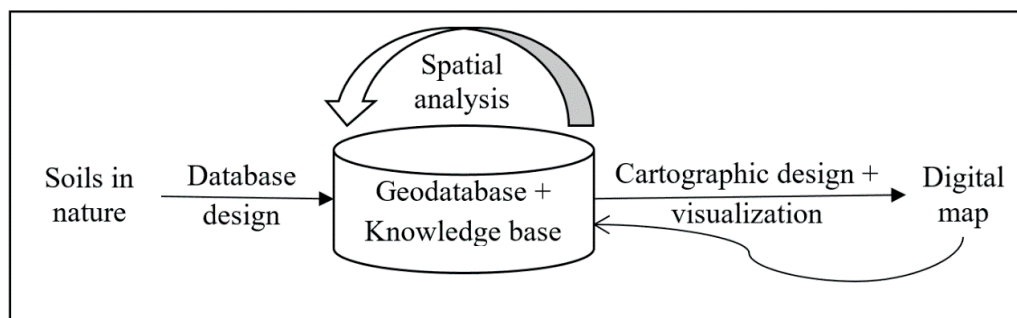 Spatial
analysis
Soils in
nature
Database
design
Geodatabase +
Knowledge base
Cartographic design +
visualization
Digital
map